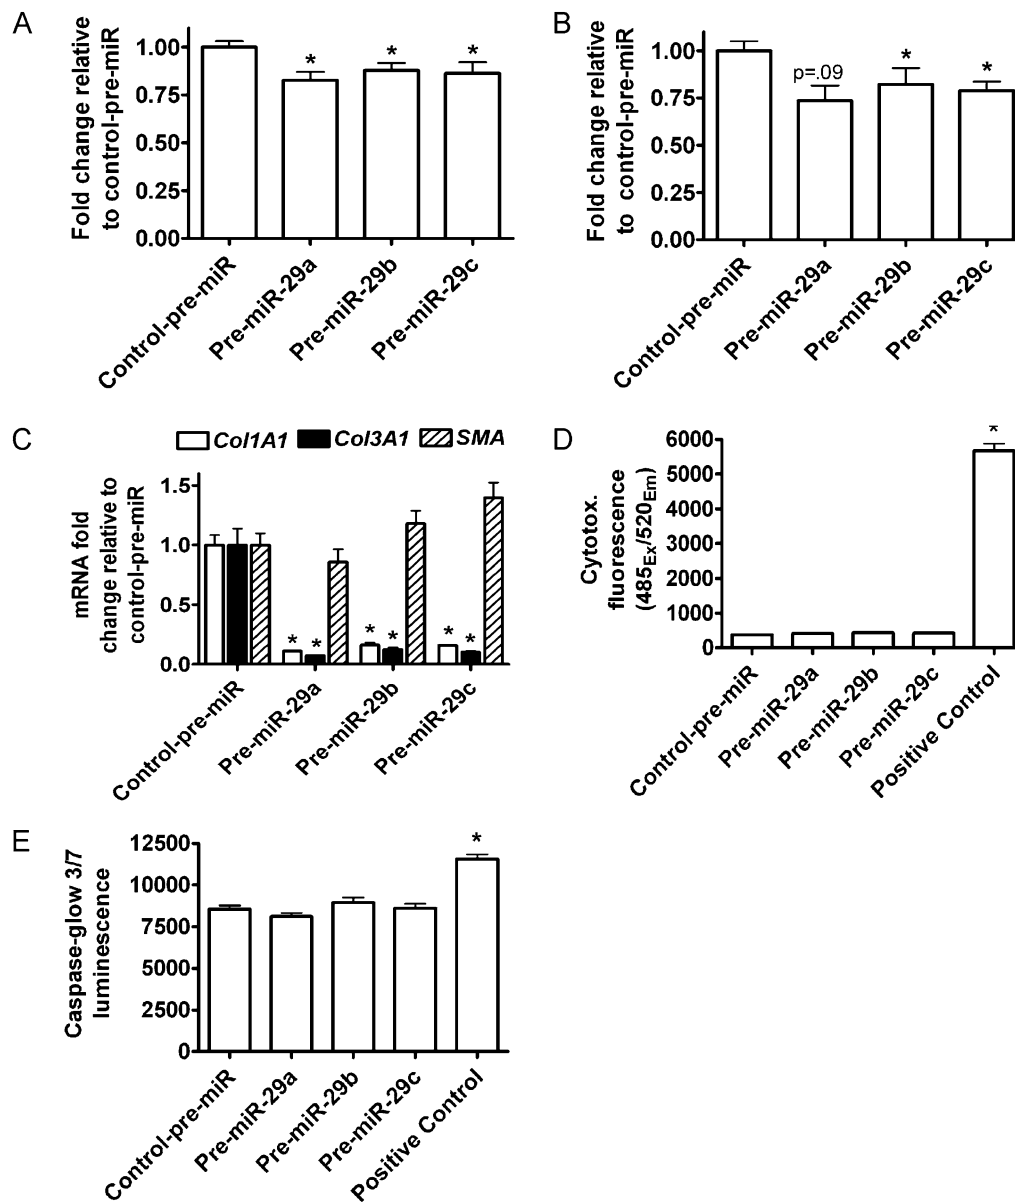 A
Fold change relative
to control-pre-miR
1.00
0.75
0.50
0.25
0.00
*
*
*
Control-pre-miR
Pre-miR-29a
Pre-miR-29b
Pre-miR-29c
B
Fold change relative
to control-pre-miR
1.00
0.75
0.50
0.25
0.00
p=.09
*
*
Control-pre-miR
Pre-miR-29a
Pre-miR-29b
Pre-miR-29c
C
Col1A1 Col3A1 SMA
mRNA fold
change relative to
control-pre-miR
1.5
1.0
0.5
0.0
* *
* *
* *
Control-pre-miR
Pre-miR-29a
Pre-miR-29b
Pre-miR-29c
D
Cytotox.
fluorescence
(485Ex/520Em)
6000
5000
4000
3000
2000
1000
0
*
Control-pre-miR
Pre-miR-29a
Pre-miR-29b
Pre-miR-29c
Positive Control
E
Caspase-glow 3/7
luminescence
12500
10000
7500
5000
2500
0
*
Control-pre-miR
Pre-miR-29a
Pre-miR-29b
Pre-miR-29c
Positive Control